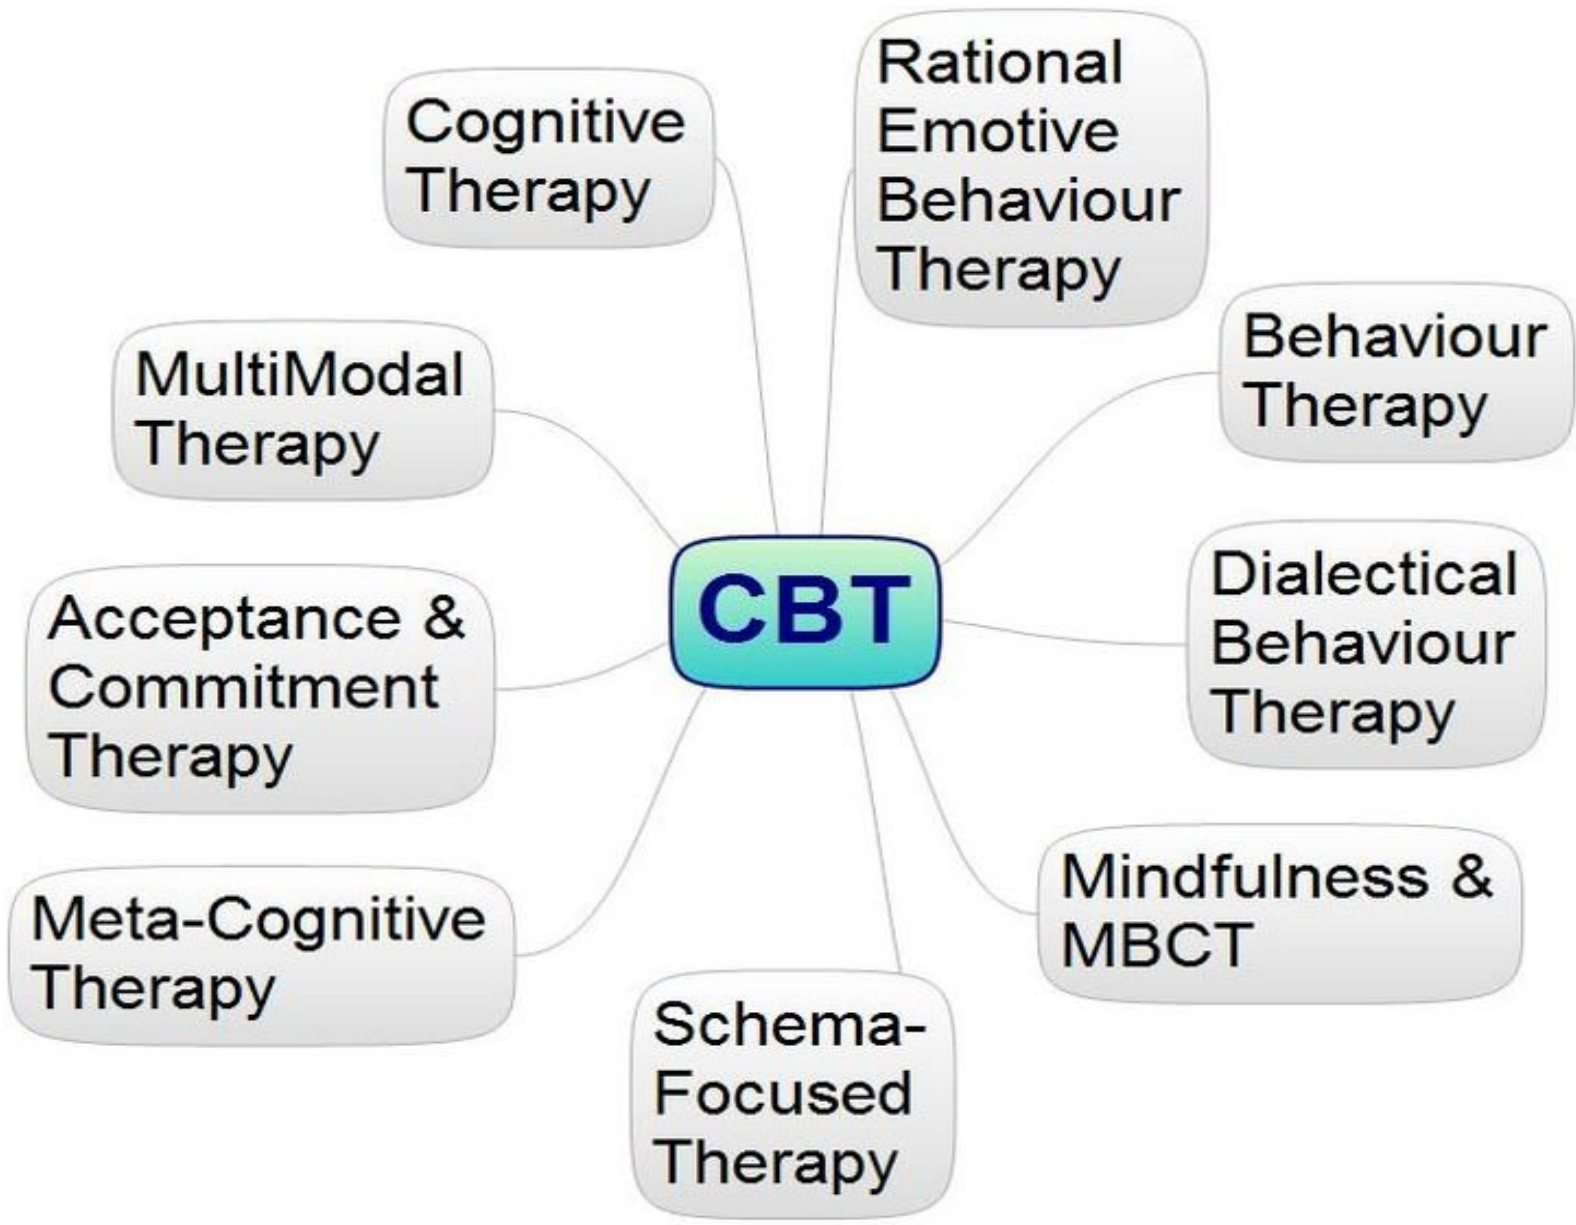 Cognitive
Therapy
Rational
Emotive
Behaviour
Therapy
MultiModal
Therapy
Behaviour
Therapy
CBT
Acceptance &
Commitment
Therapy
Dialectical
Behaviour
Therapy
Meta-Cognitive
Therapy
Mindfulness &
MBCT
Schema-
Focused
Therapy